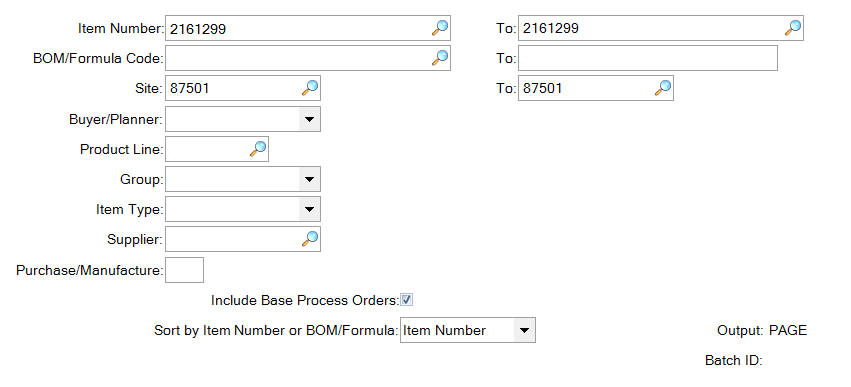 Item Number: 2161299 To: 2161299
BOM/Formula Code: To:
Site: 87501 To: 87501
Buyer/Planner:
Product Line:
Group:
Item Type:
Supplier:
Purchase/Manufacture:
Include Base Process Orders:
Sort by Item Number or BOM/Formula: Item Number Output: PAGE
Batch ID: